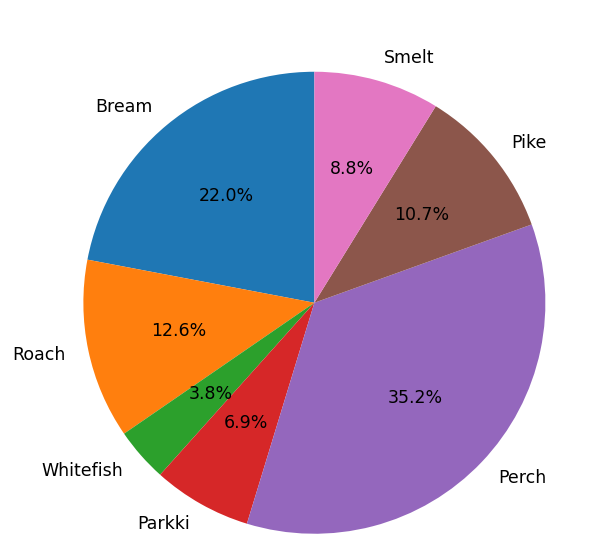 Smelt
Bream
Pike
8.8%
22.0%
10.7%
12.6%
Roach
3.8%
35.2%
6.9%
Whitefish
Perch
Parkki